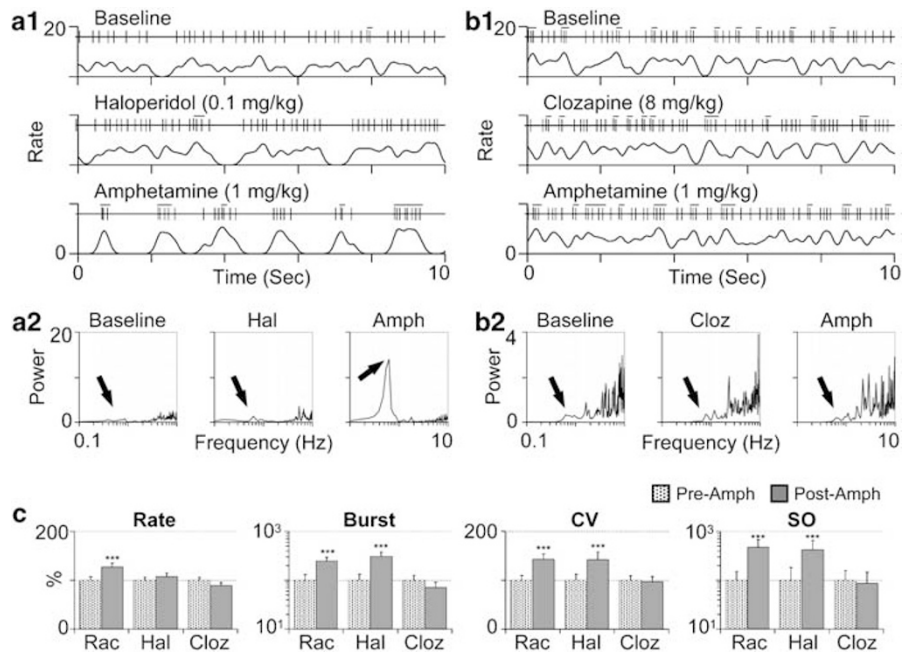 a1
Baseline
20
Haloperidol (0.1 mg/kg)
Rate
Amphetamine (1 mg/kg)
0
0 10
Time (Sec)
b1
Baseline
Clozapine (8 mg/kg)
Amphetamine (1 mg/kg)
0 10
Time (Sec)
a2
Baseline Hal Amph
20
Power
0
0.1 10
Frequency (Hz)
b2
Baseline Cloz Amph
4
Power
0
0.1 10
Frequency (Hz)
c
Pre-Amph Post-Amph
Rate Burst CV SO
200 10³ 200 10³
%
*** *** *** *** *** *** ***
0 10¹ 0 10¹
Rac Hal Cloz Rac Hal Cloz Rac Hal Cloz Rac Hal Cloz